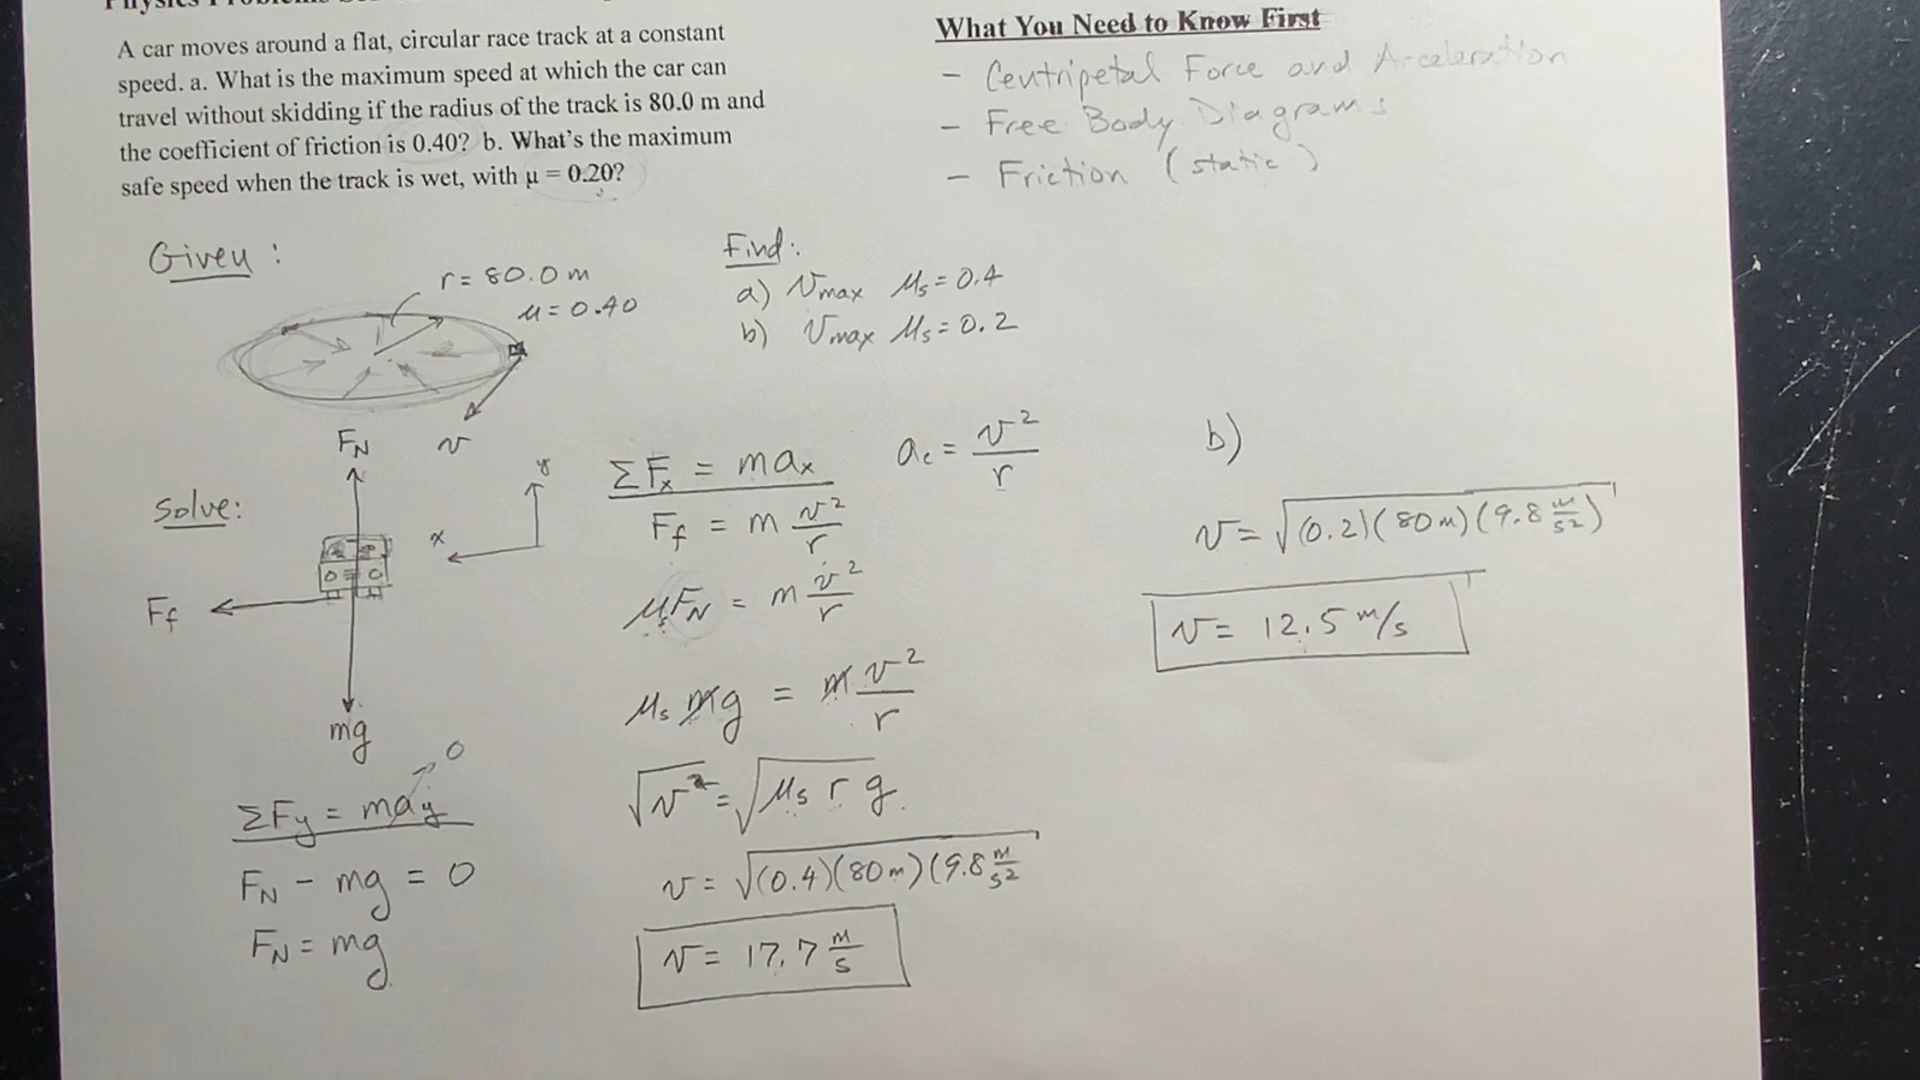 A car moves around a flat, circular race track at a constant
speed. a. What is the maximum speed at which the car can
travel without skidding if the radius of the track is 80.0 m and
the coefficient of friction is 0.40? b. What's the maximum
safe speed when the track is wet, with μ = 0.20?
What You Need to Know First
- Centripetal Force and Acceleration
- Free Body Diagrams
- Friction (static)
Given:
r = 80.0 m
μ = 0.40
v
Find:
a) vmax μs = 0.4
b) vmax μs = 0.2
Solve:
FN
Ff
mg
y
x
ΣFy = may 0
FN - mg = 0
FN = mg
ΣFx = max
ac = v²/r
Ff = m v²/r
μsFN = m v²/r
μs mg = m v²/r
√v² = √μs r g
v = √(0.4)(80m)(9.8 m/s²
v = 17.7 m/s
b)
v = √(0.2)(80m)(9.8 m/s²)
v = 12.5 m/s